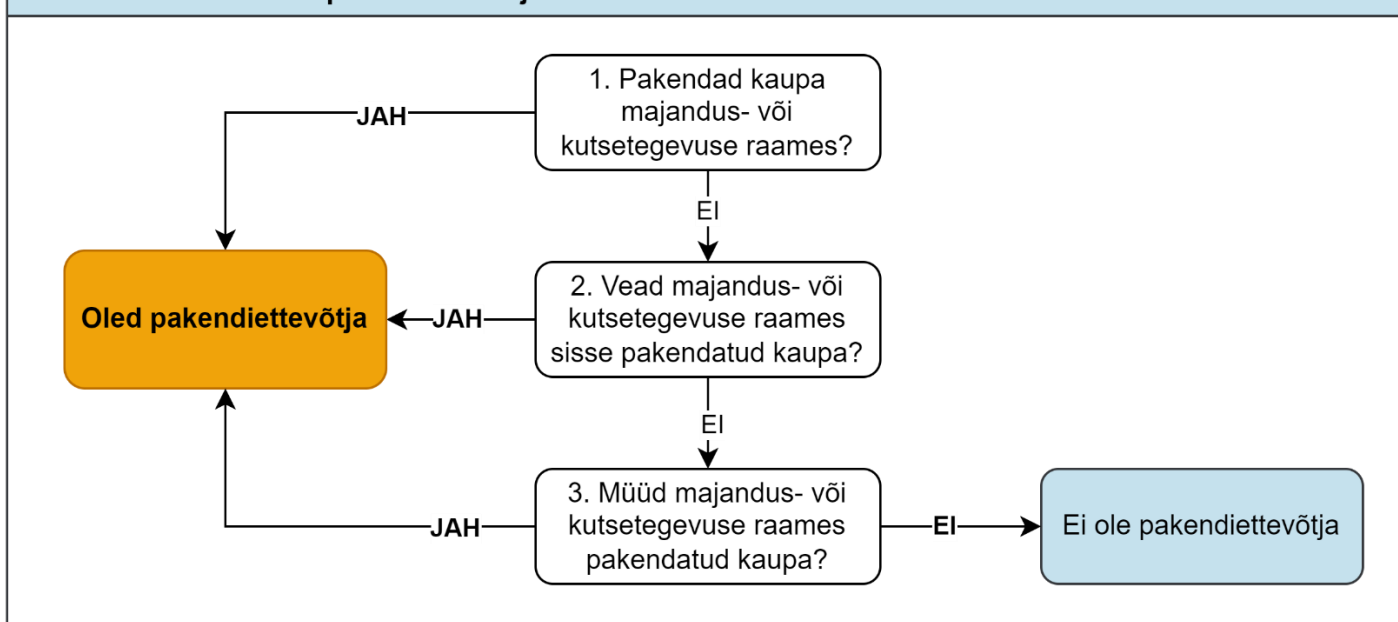 1. Pakendad kaupa
majandus- või
kutsetegevuse raames?
JAH
EI
Oled pakendiettevõtja
JAH
2. Vead majandus- või
kutsetegevuse raames
sisse pakendatud kaupa?
EI
JAH
3. Müüd majandus- või
kutsetegevuse raames
pakendatud kaupa?
EI
Ei ole pakendiettevõtja